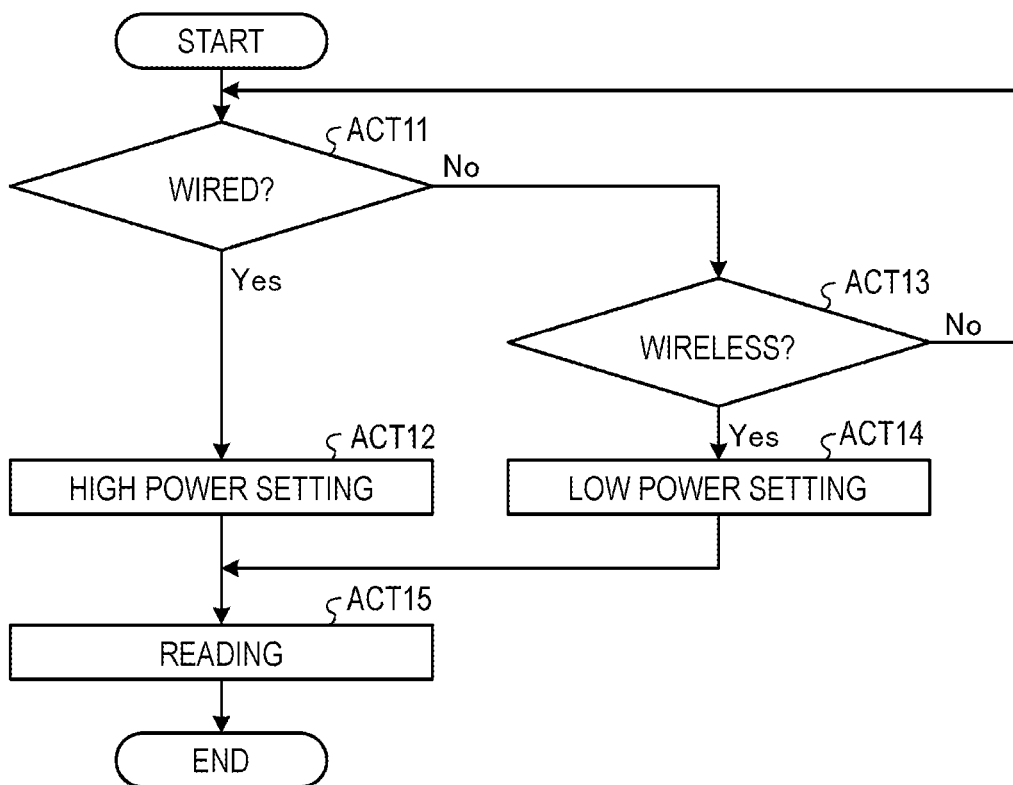 START
ACT11
WIRED?
No
Yes
ACT13
WIRELESS?
No
Yes
ACT12
HIGH POWER SETTING
ACT14
LOW POWER SETTING
ACT15
READING
END